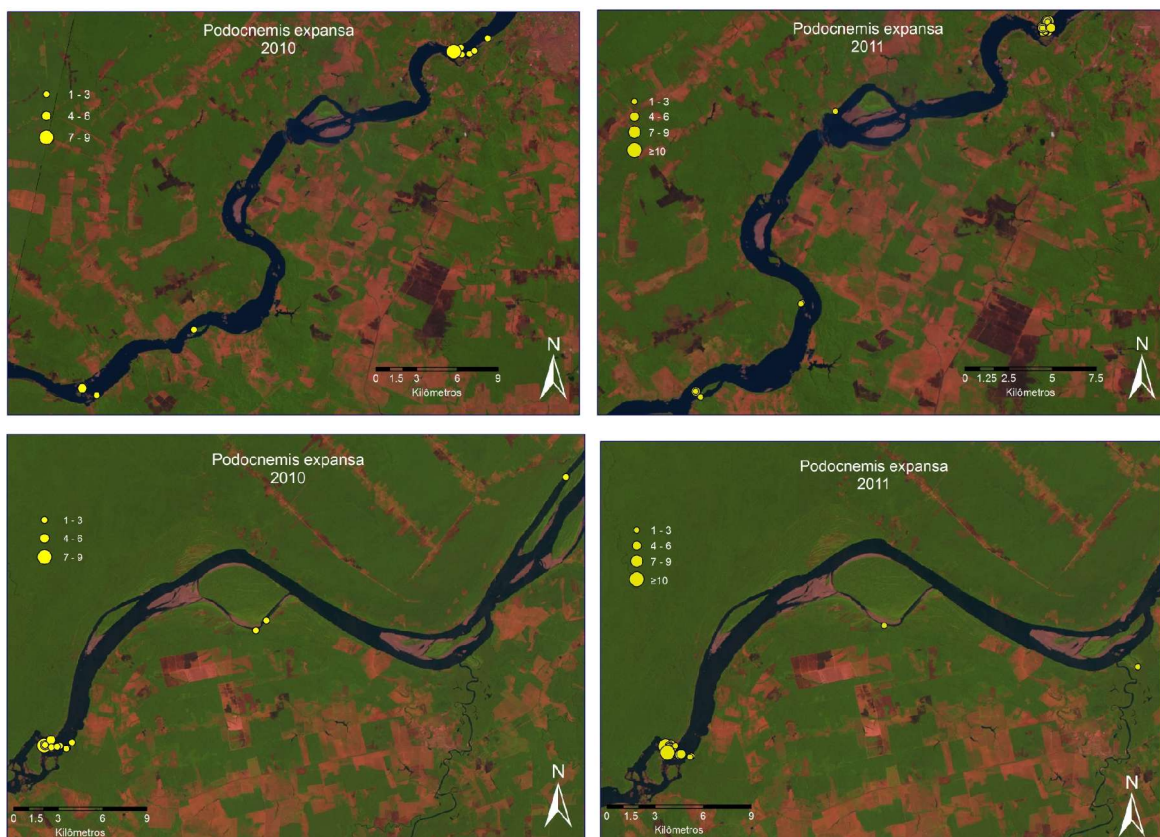 Podocnemis expansa
2010
1 - 3
4 - 6
7 - 9
N
0 1.5 3 6 9
Kilômetros
Podocnemis expansa
2011
1 - 3
4 - 6
7 - 9
≥10
N
0 1.25 2.5 5 7.5
Kilômetros
Podocnemis expansa
2010
1 - 3
4 - 6
7 - 9
N
0 1.5 3 6 9
Kilômetros
Podocnemis expansa
2011
1 - 3
4 - 6
7 - 9
≥10
N
0 1.5 3 6 9
Kilômetros